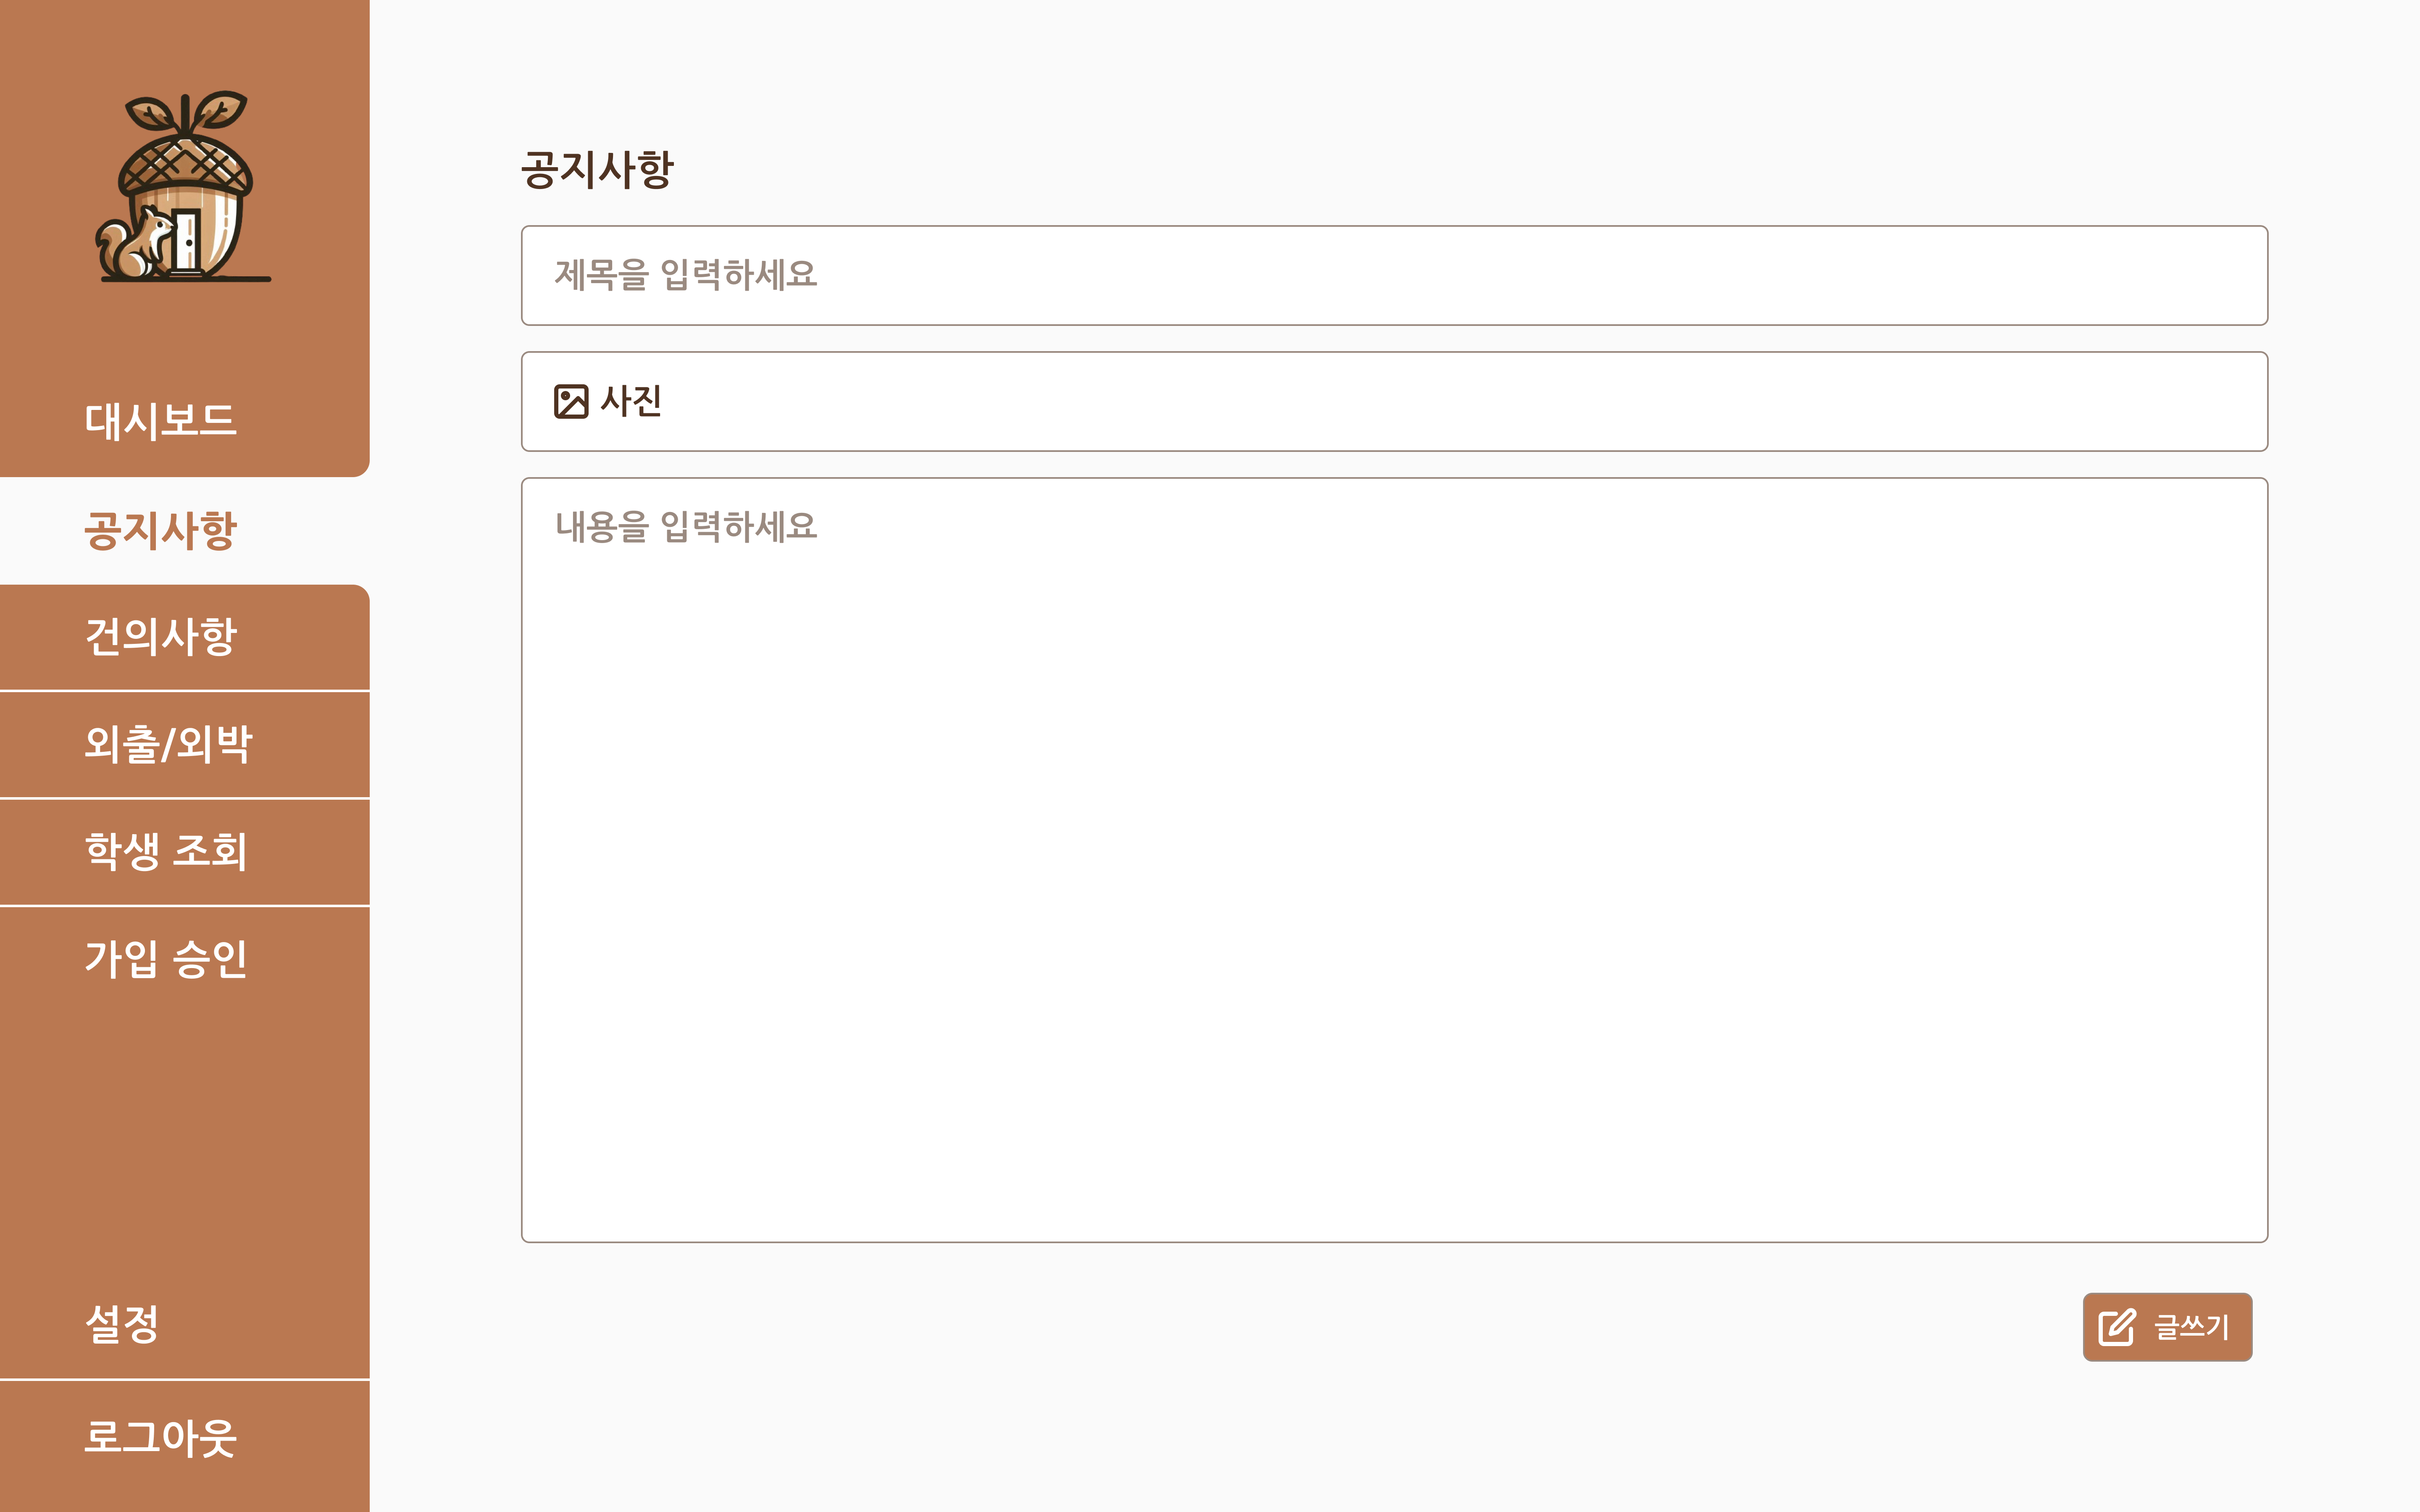 대시보드
공지사항
건의사항
외출/외박
학생 조회
가입 승인
설정
로그아웃
공지사항
제목을 입력하세요
사진
내용을 입력하세요
글쓰기